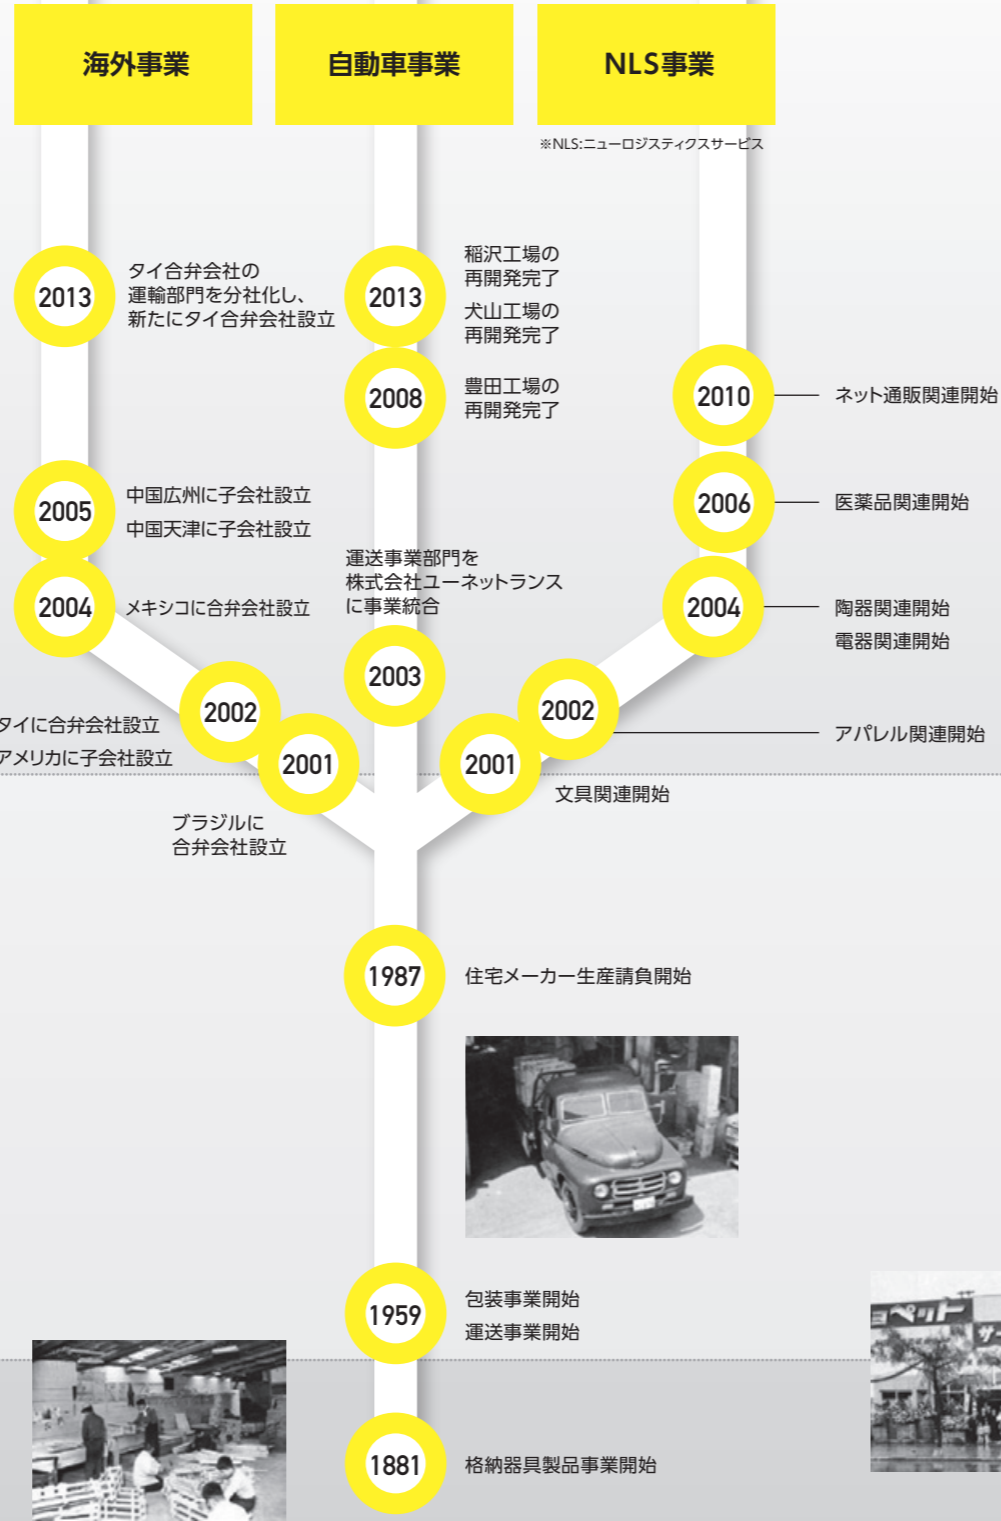 海外事業
自動車事業
NLS事業
※NLS:ニューロジスティクスサービス
2013
タイ合弁会社の
運輸部門を分社化し、
新たにタイ合弁会社設立
2013
稲沢工場の
再開発完了
犬山工場の
再開発完了
2008
豊田工場の
再開発完了
2010
ネット通販関連開始
2005
中国広州に子会社設立
中国天津に子会社設立
2006
医薬品関連開始
運送事業部門を
株式会社ユーネットランス
に事業統合
2004
メキシコに合弁会社設立
2004
陶器関連開始
電器関連開始
2003
2002
タイに合弁会社設立
アメリカに子会社設立
2002
アパレル関連開始
2001
ブラジルに
合弁会社設立
2001
文具関連開始
1987
住宅メーカー生産請負開始
1959
包装事業開始
運送事業開始
ペット
サ
1881
格納器具製品事業開始